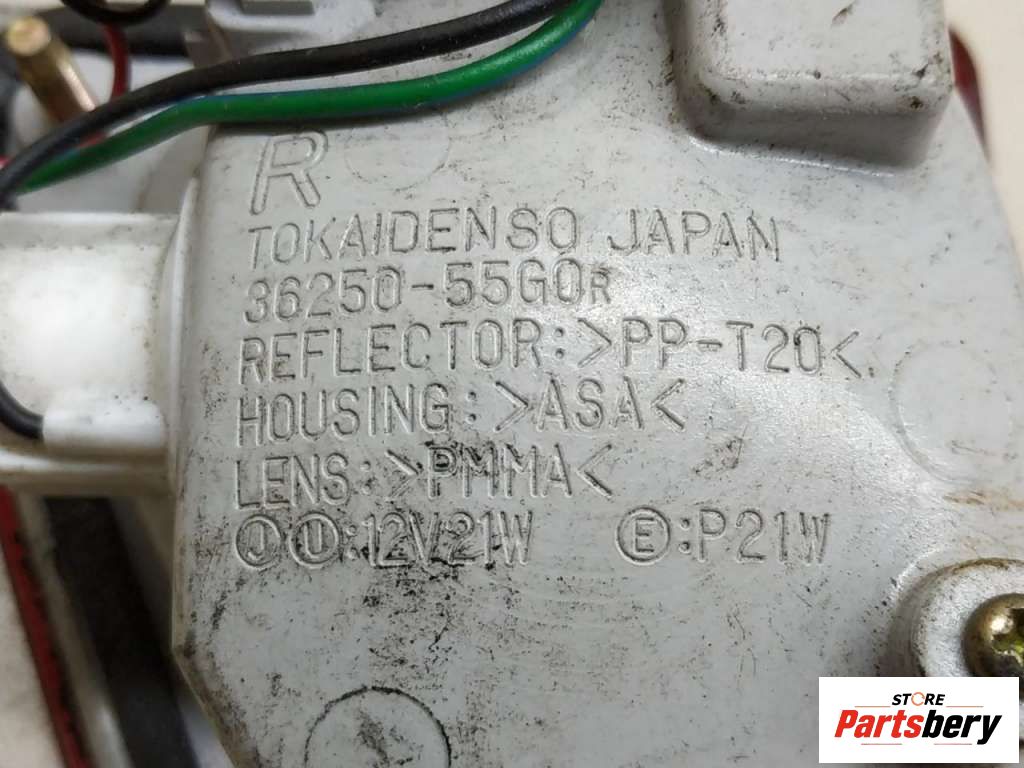 R
TOKAIDENSO JAPAN
36250-55G0R
REFLECTOR:>PP-T20<
HOUSING:>ASA<
LENS:>PMMA<
Ⓙ Ⓤ:12V21W Ⓔ:P21W
STORE
Partsbery